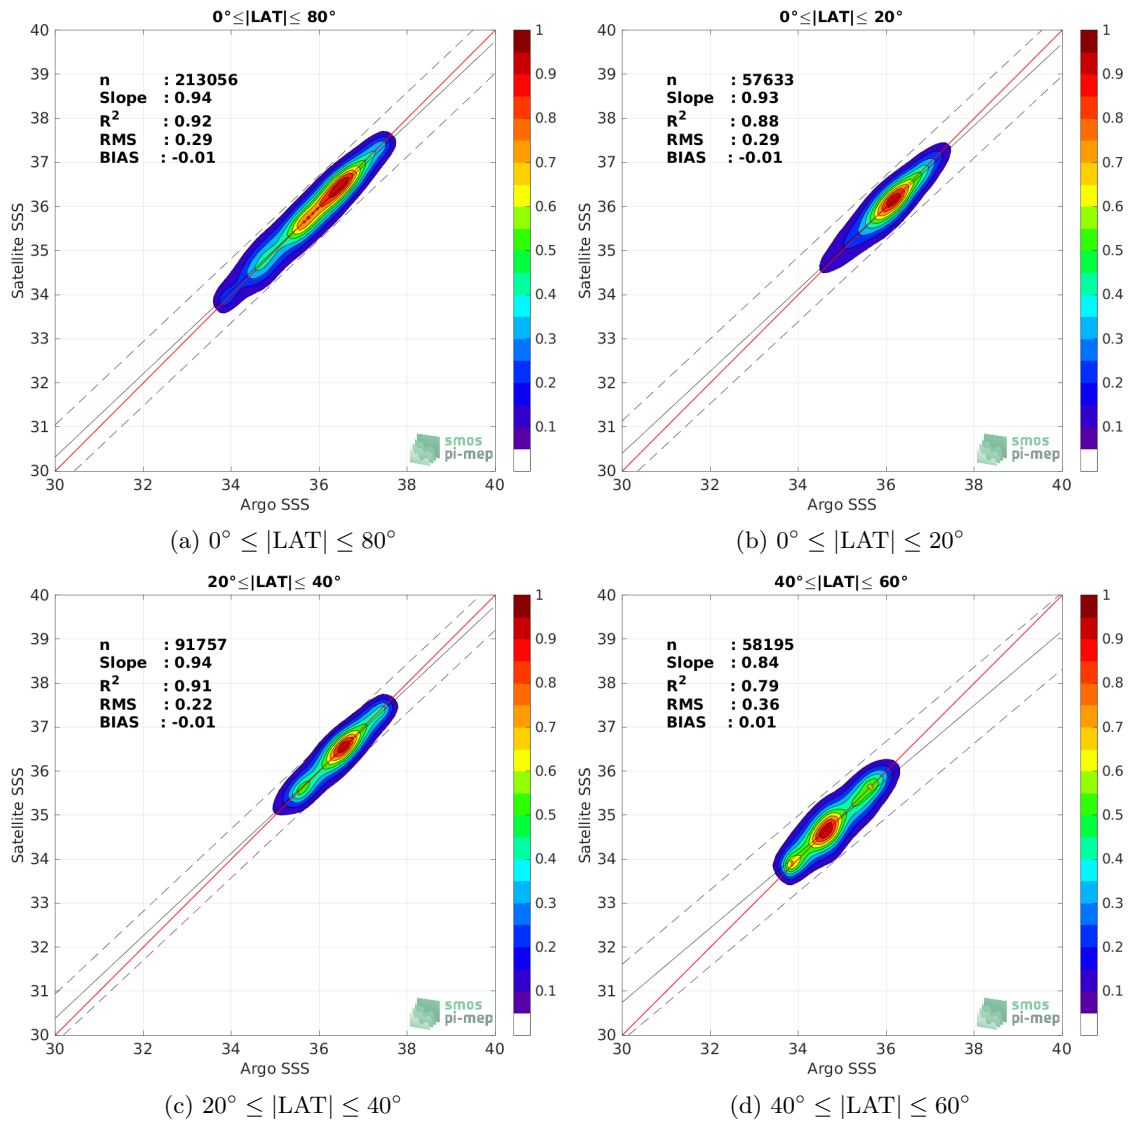 0°≤|LAT|≤ 80°
n : 213056
Slope : 0.94
R2 : 0.92
RMS : 0.29
BIAS : -0.01
40
39
38
37
36
35
34
33
32
31
30
30 32 34 36 38 40
Satellite SSS
Argo SSS
1
0.9
0.8
0.7
0.6
0.5
0.4
0.3
0.2
0.1
smos
pi-mep
(a) 0° ≤ |LAT| ≤ 80°
0°≤|LAT|≤ 20°
n : 57633
Slope : 0.93
R2 : 0.88
RMS : 0.29
BIAS : -0.01
40
39
38
37
36
35
34
33
32
31
30
30 32 34 36 38 40
Satellite SSS
Argo SSS
1
0.9
0.8
0.7
0.6
0.5
0.4
0.3
0.2
0.1
smos
pi-mep
(b) 0° ≤ |LAT| ≤ 20°
20°≤|LAT|≤ 40°
n : 91757
Slope : 0.94
R2 : 0.91
RMS : 0.22
BIAS : -0.01
40
39
38
37
36
35
34
33
32
31
30
30 32 34 36 38 40
Satellite SSS
Argo SSS
1
0.9
0.8
0.7
0.6
0.5
0.4
0.3
0.2
0.1
smos
pi-mep
(c) 20° ≤ |LAT| ≤ 40°
40°≤|LAT|≤ 60°
n : 58195
Slope : 0.84
R2 : 0.79
RMS : 0.36
BIAS : 0.01
40
39
38
37
36
35
34
33
32
31
30
30 32 34 36 38 40
Satellite SSS
Argo SSS
1
0.9
0.8
0.7
0.6
0.5
0.4
0.3
0.2
0.1
smos
pi-mep
(d) 40° ≤ |LAT| ≤ 60°